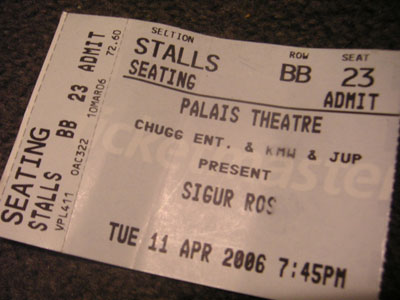 SECTION ROW SEAT
STALLS BB 23
SEATING ADMIT
PALAIS THEATRE
CHUGG ENT. & KMW & JUP
PRESENT
SIGUR ROS
TUE 11 APR 2006 7:45PM
ticketmaster
SEATING
STALLS BB 23 ADMIT
VPL411 OAC322 10MAR06 72.60